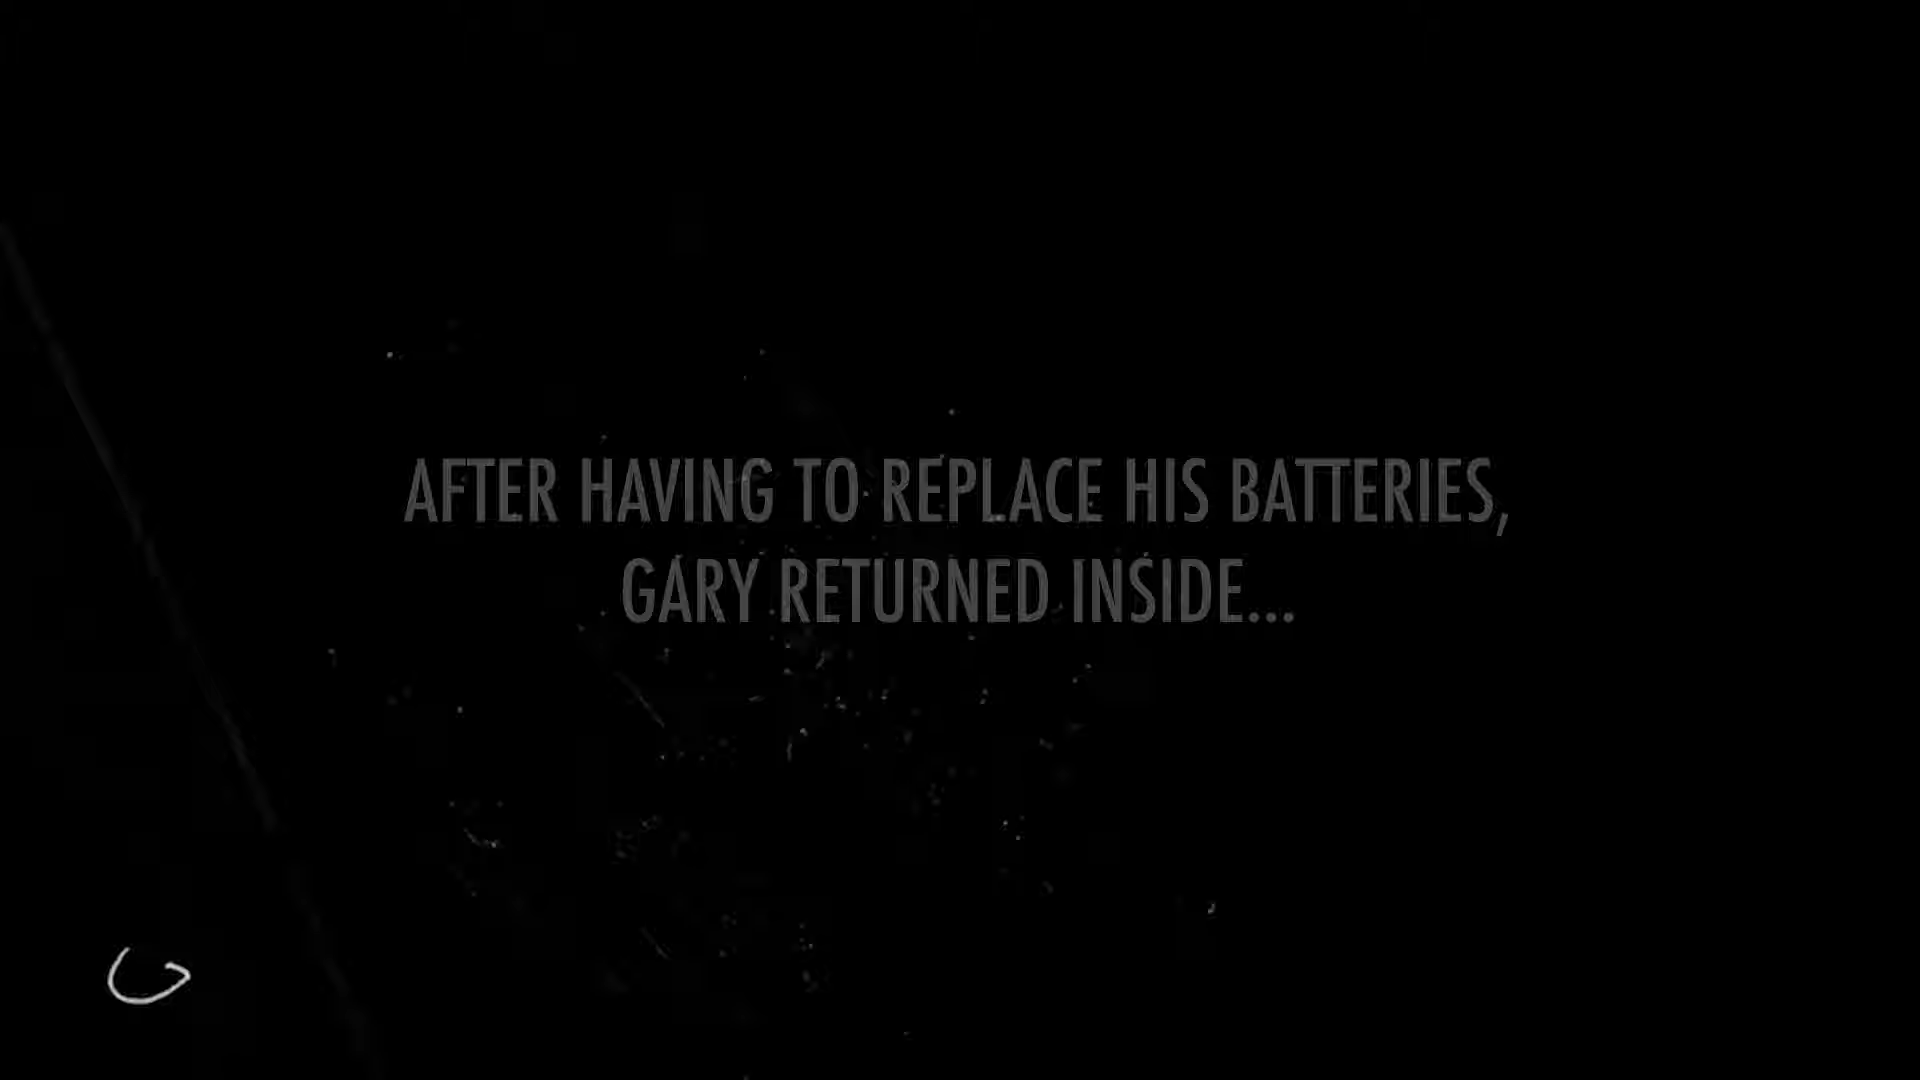 AFTER HAVING TO REPLACE HIS BATTERIES,
GARY RETURNED INSIDE...